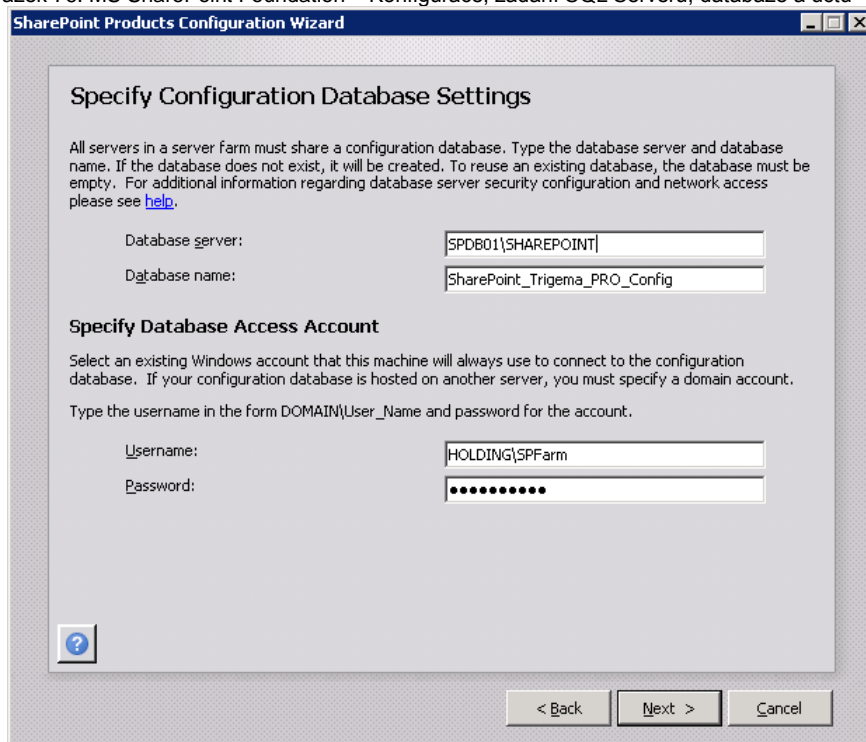 SharePoint Products Configuration Wizard
Specify Configuration Database Settings
All servers in a server farm must share a configuration database. Type the database server and database
name. If the database does not exist, it will be created. To reuse an existing database, the database must be
empty.  For additional information regarding database server security configuration and network access
please see help.
Database server:
SPDB01\SHAREPOINT
Database name:
SharePoint_Trigema_PRO_Config
Specify Database Access Account
Select an existing Windows account that this machine will always use to connect to the configuration
database.  If your configuration database is hosted on another server, you must specify a domain account.
Type the username in the form DOMAIN\User_Name and password for the account.
Username:
HOLDING\SPFarm
Password:
●●●●●●●●●●
?
< Back
Next >
Cancel